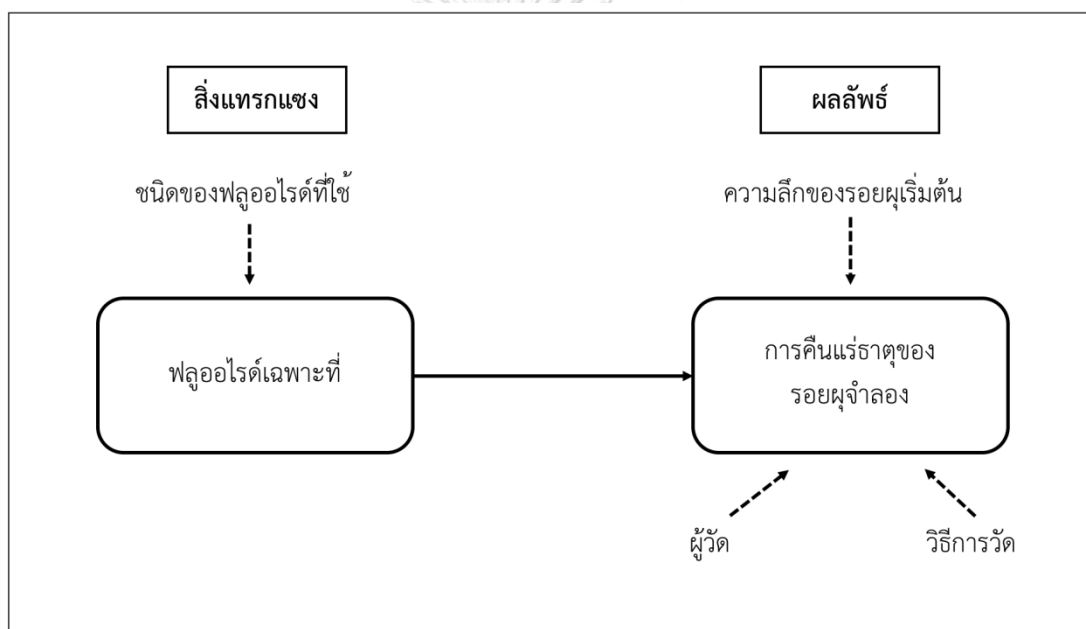 สิ่งแทรกแซง
ผลลัพธ์
ชนิดของฟลูออไรด์ที่ใช้
ความลึกของรอยผุเริ่มต้น
ฟลูออไรด์เฉพาะที่
การคืนแร่ธาตุของ
รอยผุจำลอง
ผู้วัด
วิธีการวัด